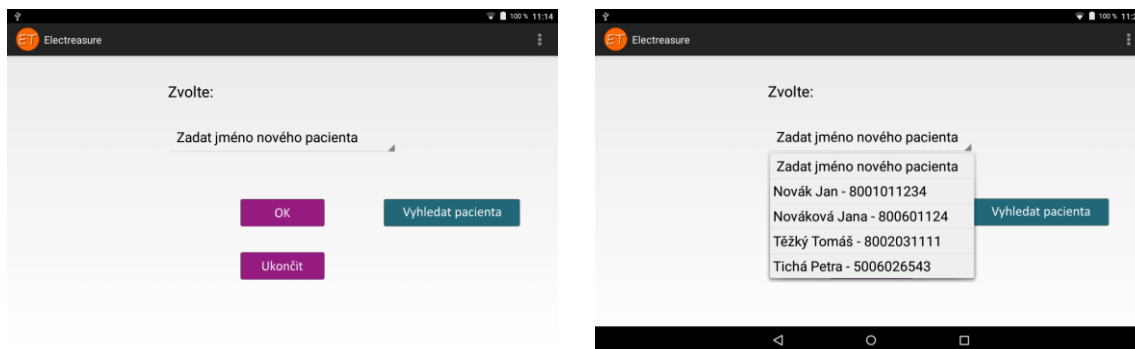 100 % 11:14
ET Electreasure
Zvolte:
Zadat jméno nového pacienta
OK
Vyhledat pacienta
Ukončit
100 %
ET Electreasure
Zvolte:
Zadat jméno nového pacienta
Zadat jméno nového pacienta
Novák Jan - 8001011234
Nováková Jana - 800601124
Těžký Tomáš - 8002031111
Tichá Petra - 5006026543
Vyhledat pacienta